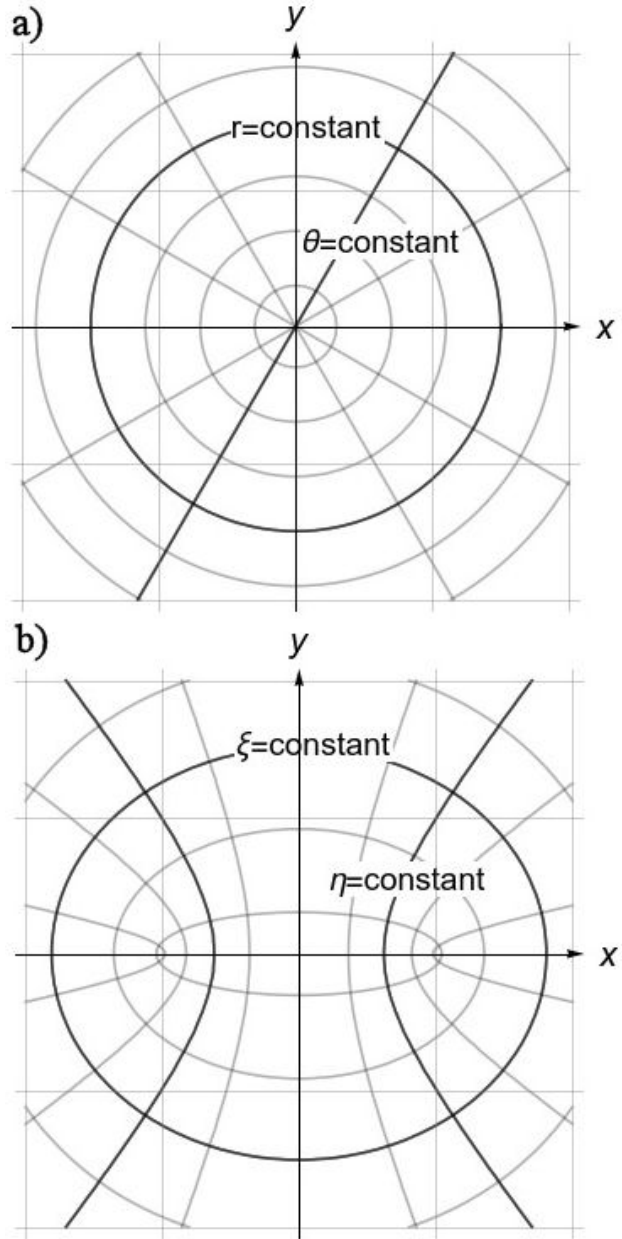 a)
y
r=constant
θ=constant
x
b)
y
ξ=constant
η=constant
x